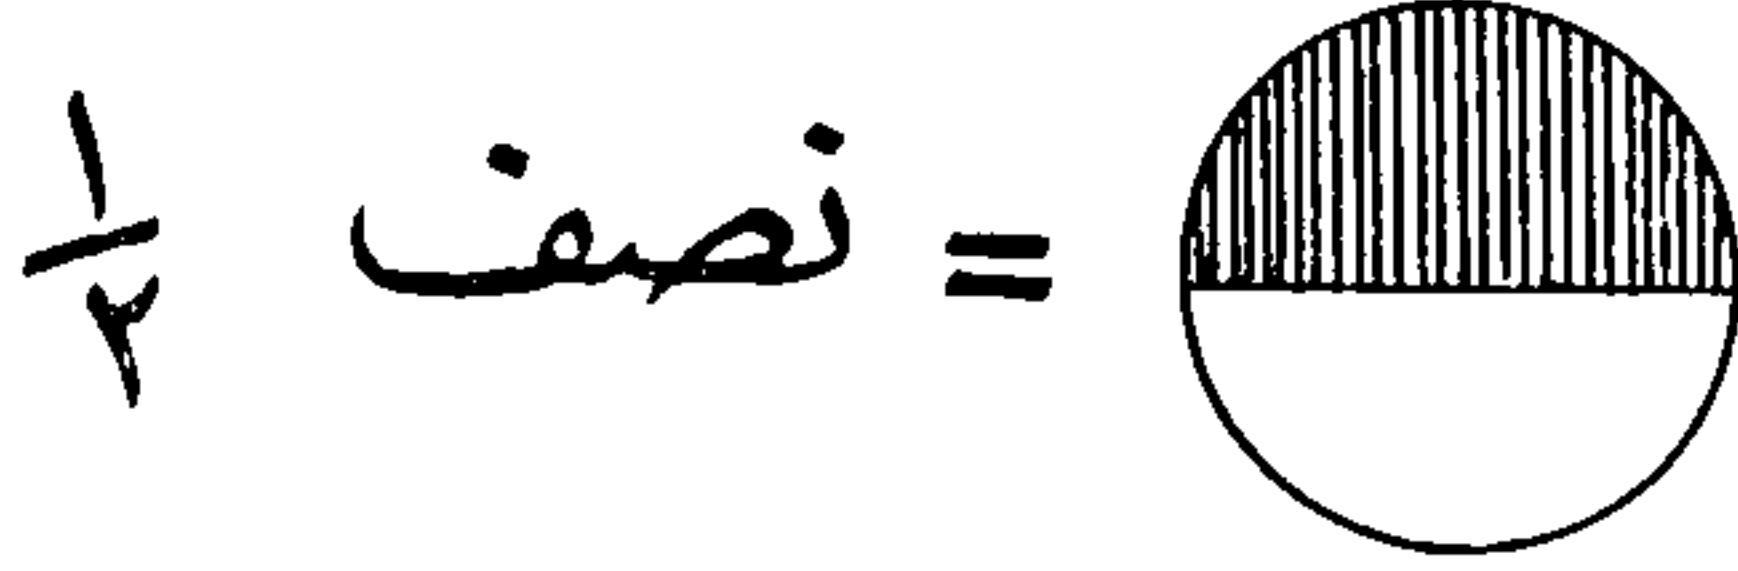 = نصف ١/٢